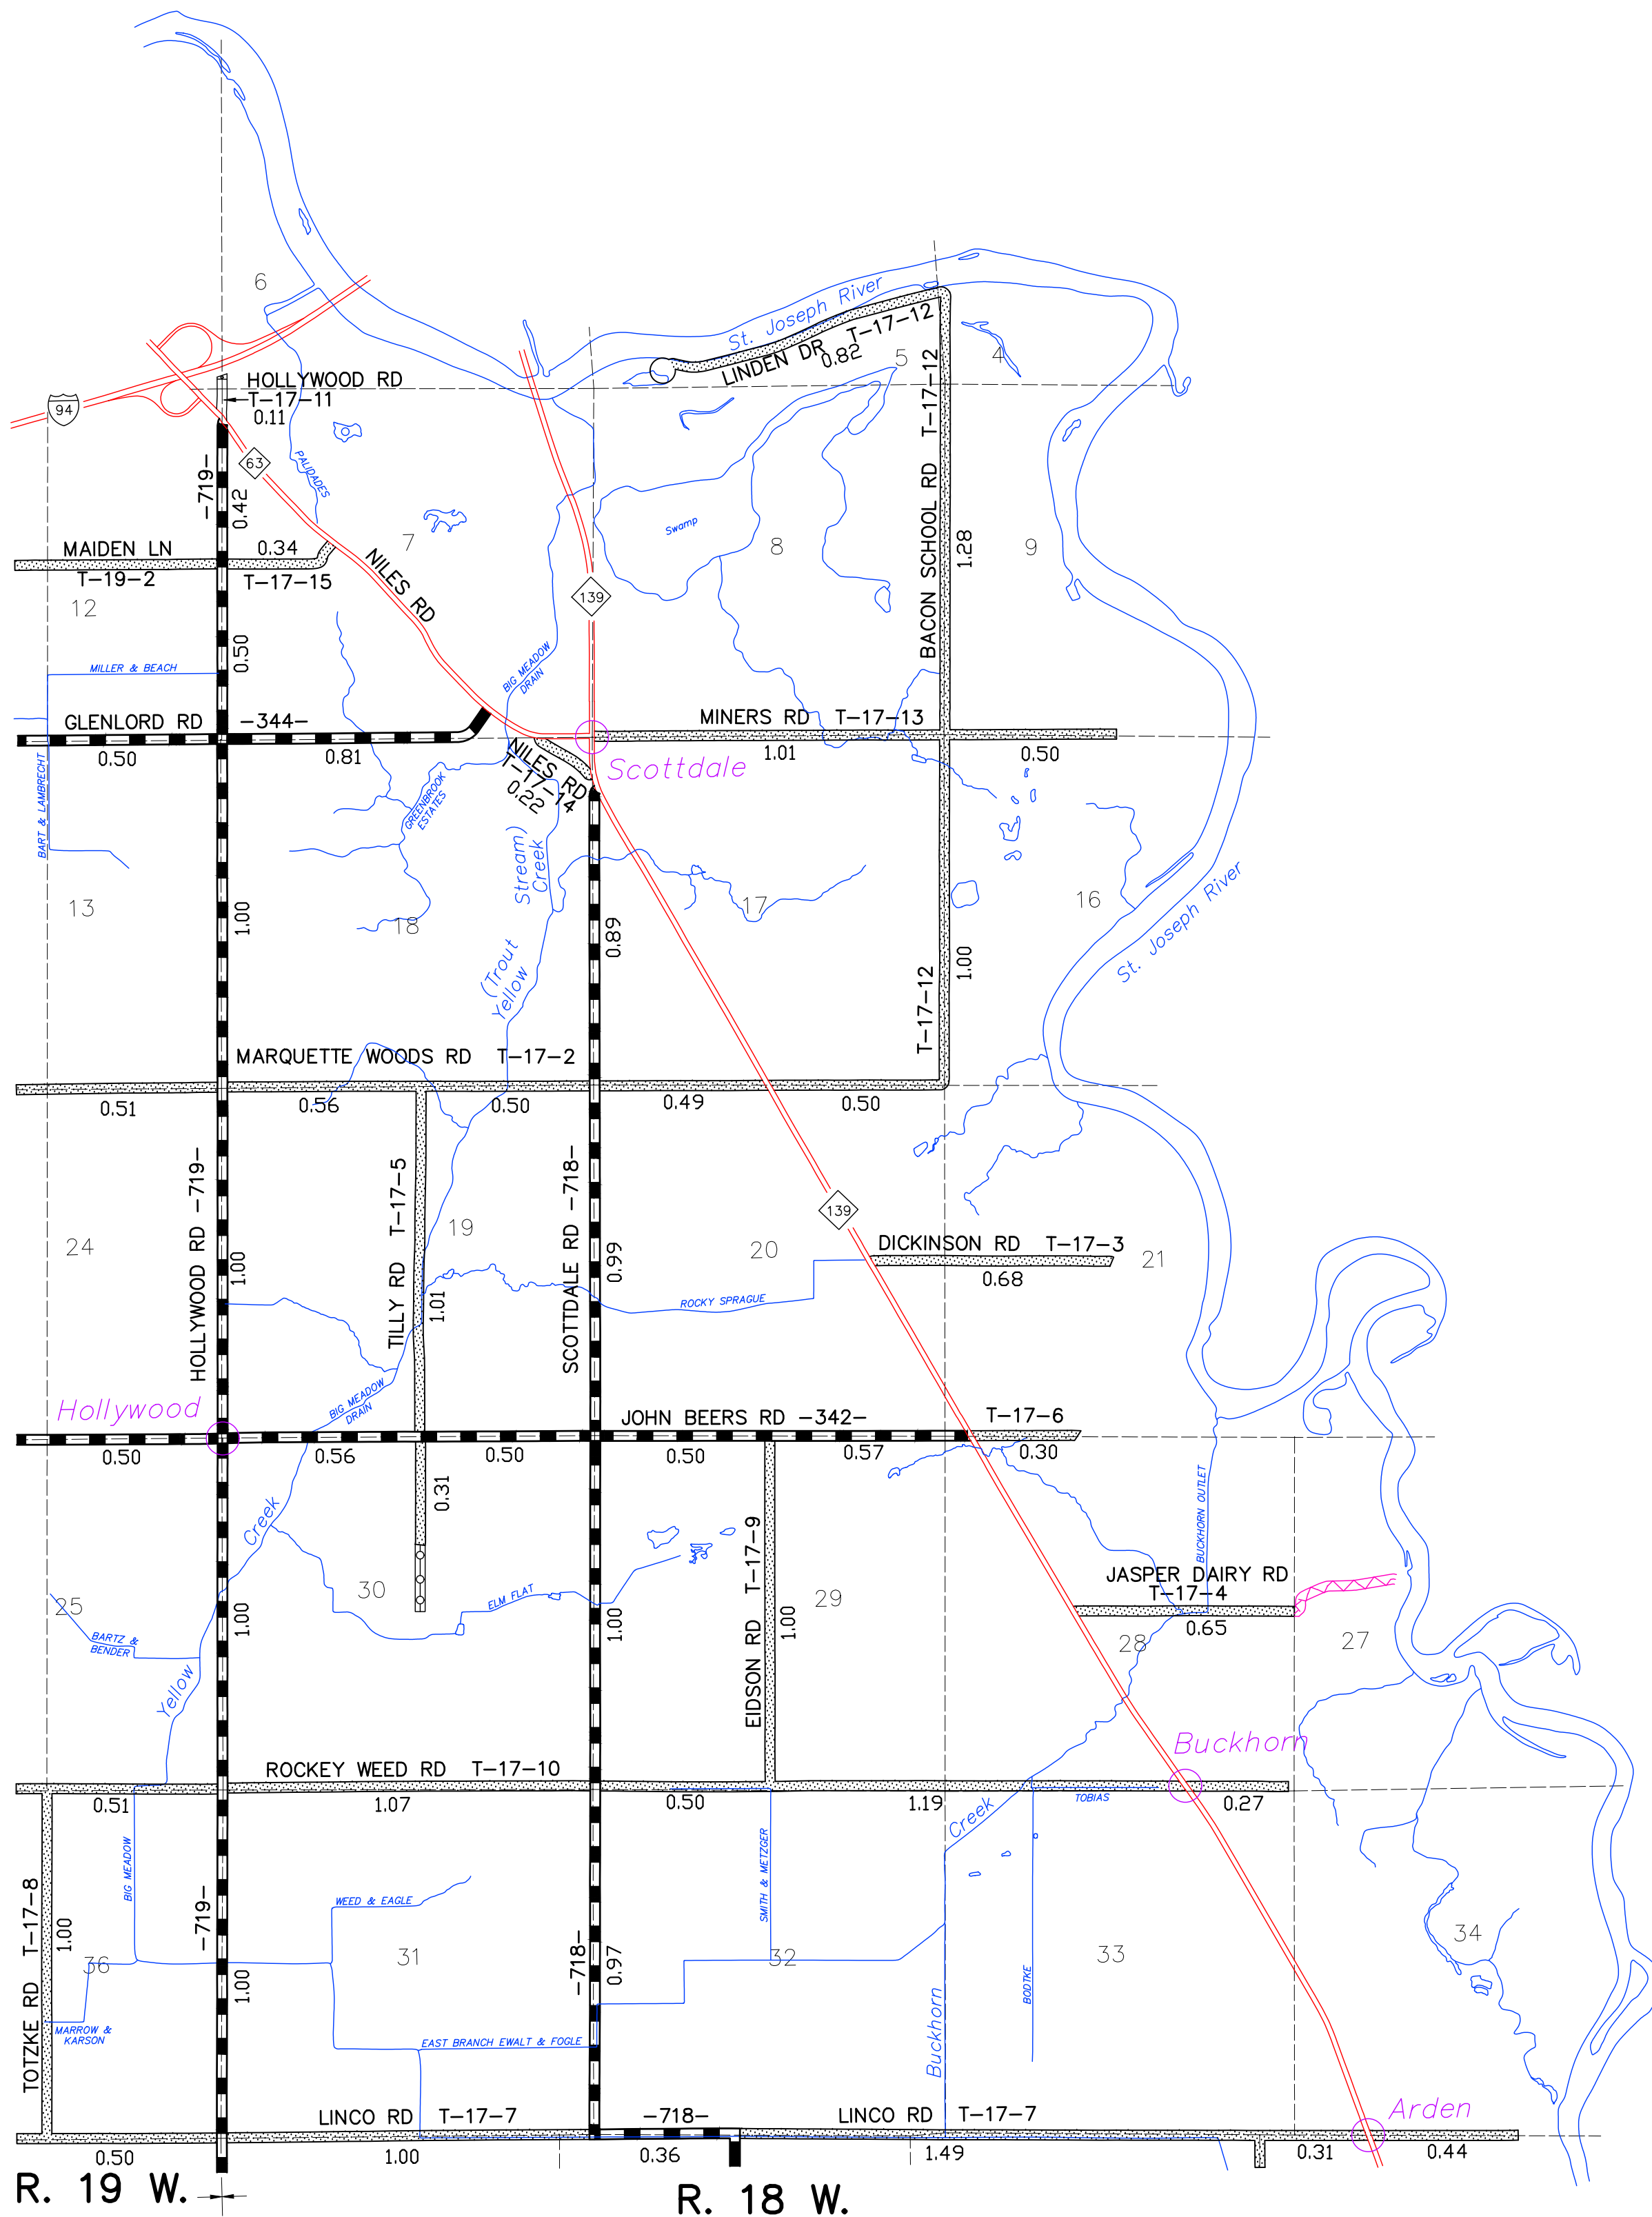 6
St. Joseph River
T-17-12
LINDEN DR
0.82
5
4
HOLLYWOOD RD
T-17-11
0.11
94
63
PALIDADES
-719-
0.42
T-17-12
BACON SCHOOL RD
1.28
Swamp
7
8
9
MAIDEN LN
0.34
T-19-2
T-17-15
12
NILES RD
139
0.50
MILLER & BEACH
BIG MEADOW
DRAIN
GLENLORD RD -344-
0.50
0.81
MINERS RD T-17-13
1.01
0.50
NILES RD
T-17-14
0.22
Scottdale
BART & LAMBRECHT
GREENBROOK
ESTATES
(Trout Stream)
Yellow Creek
13
1.00
18
0.89
17
16
St. Joseph River
T-17-12
1.00
MARQUETTE WOODS RD T-17-2
0.51
0.56
0.50
0.49
0.50
HOLLYWOOD RD -719-
1.00
TILLY RD T-17-5
1.01
SCOTTDALE RD -718-
0.99
24
19
20
139
DICKINSON RD T-17-3
0.68
21
ROCKY SPRAGUE
Hollywood
BIG MEADOW
DRAIN
JOHN BEERS RD -342-
T-17-6
0.50
0.56
0.50
0.50
0.57
0.30
0.31
Yellow Creek
BUCKHORN OUTLET
EIDSON RD T-17-9
1.00
1.00
1.00
25
30
29
ELM FLAT
JASPER DAIRY RD
T-17-4
0.65
28
27
BARTZ &
BENDER
Buckhorn
ROCKEY WEED RD T-17-10
0.51
1.07
0.50
1.19
0.27
TOBIAS
Buckhorn Creek
BIG MEADOW
SMITH & METZGER
TOTZKE RD T-17-8
1.00
-719-
1.00
WEED & EAGLE
-718-
0.97
36
31
32
33
34
BODTKE
MARROW &
KARSON
EAST BRANCH EWALT & FOGLE
Arden
LINCO RD T-17-7
-718-
LINCO RD T-17-7
0.50
1.00
0.36
1.49
0.31
0.44
R. 19 W.
R. 18 W.